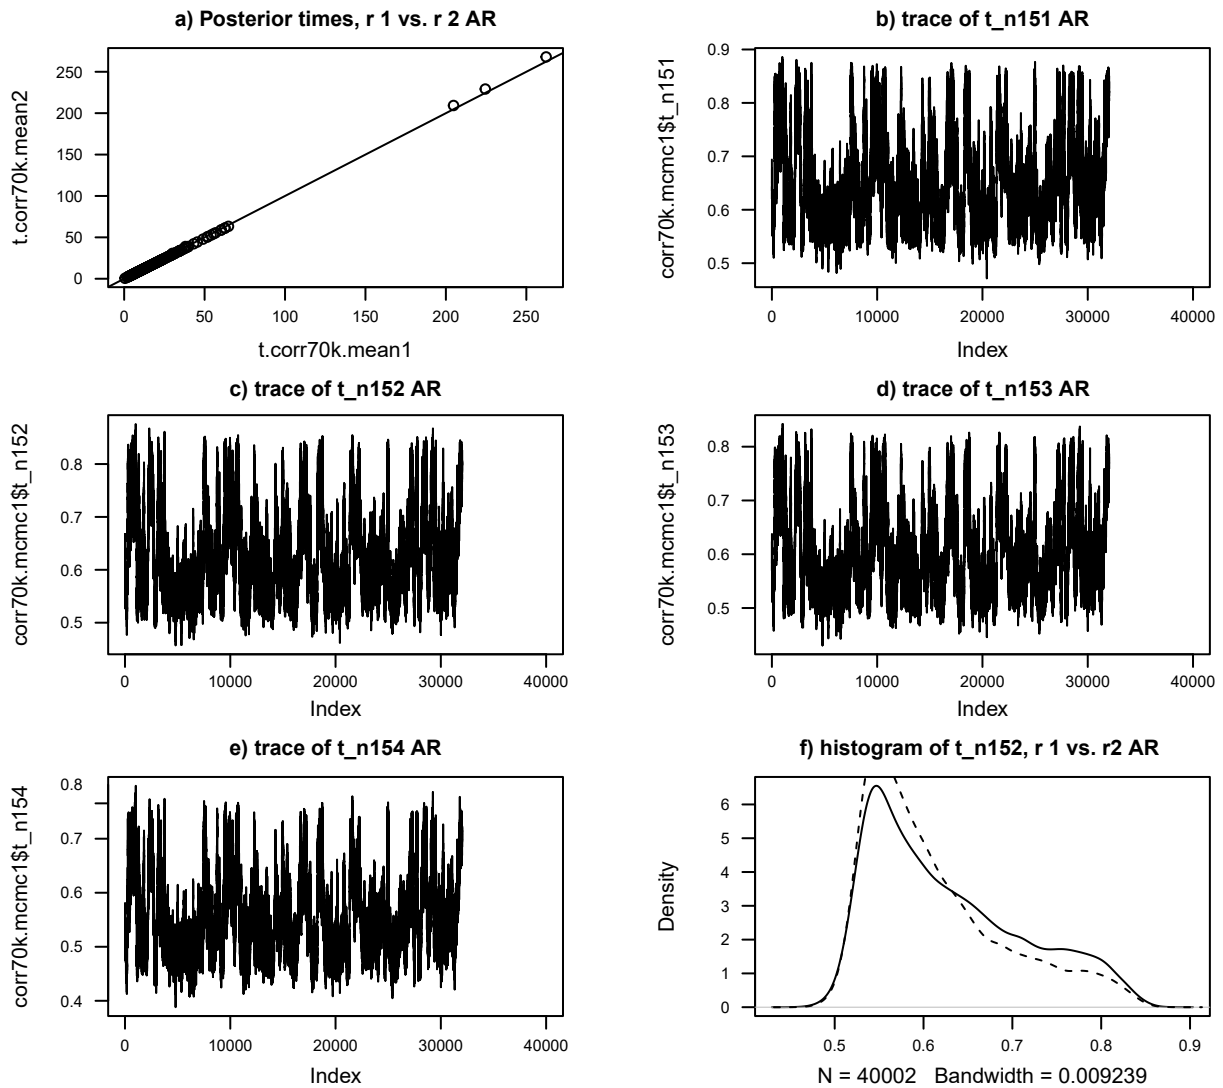 a) Posterior times, r 1 vs. r 2 AR
t.corr70k.mean2
250
200
150
100
50
0
0 50 100 150 200 250
t.corr70k.mean1
b) trace of t_n151 AR
corr70k.mcmc1$t_n151
0.9
0.8
0.7
0.6
0.5
0 10000 20000 30000 40000
Index
c) trace of t_n152 AR
corr70k.mcmc1$t_n152
0.8
0.7
0.6
0.5
0 10000 20000 30000 40000
Index
d) trace of t_n153 AR
corr70k.mcmc1$t_n153
0.8
0.7
0.6
0.5
0 10000 20000 30000 40000
Index
e) trace of t_n154 AR
corr70k.mcmc1$t_n154
0.8
0.7
0.6
0.5
0.4
0 10000 20000 30000 40000
Index
f) histogram of t_n152, r 1 vs. r2 AR
Density
6
5
4
3
2
1
0
0.5 0.6 0.7 0.8 0.9
N = 40002 Bandwidth = 0.009239